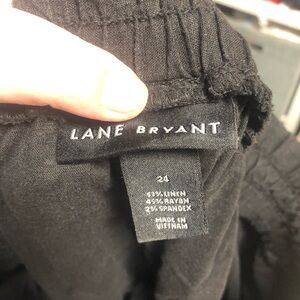 LANE BRYANT
24
53% LINEN
45% RAYON
2% SPANDEX
MADE IN
VIETNAM